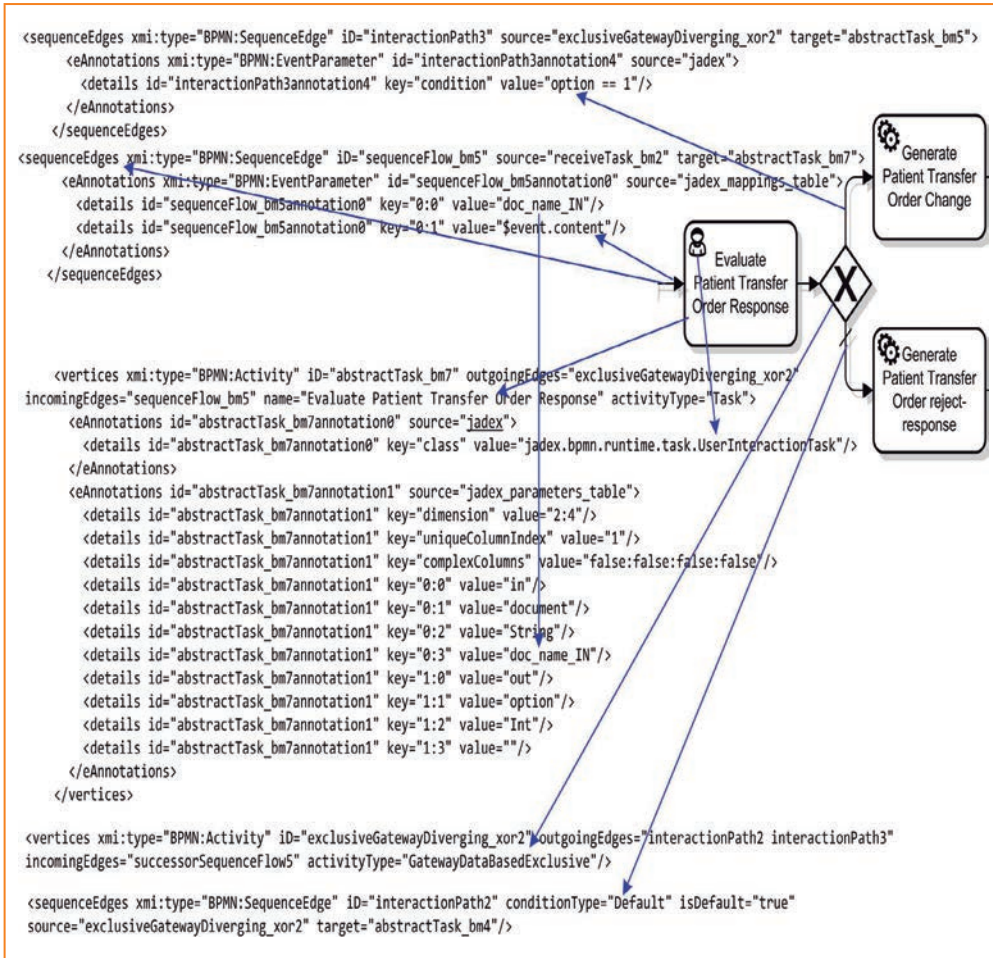 <sequenceEdges xmi:type="BPMN:SequenceEdge" iD="interactionPath3" source="exclusiveGatewayDiverging_xor2" target="abstractTask_bm5">
<eAnnotations xmi:type="BPMN:EventParameter" id="interactionPath3annotation4" source="jadex">
<details id="interactionPath3annotation4" key="condition" value="option == 1"/>
</eAnnotations>
</sequenceEdges>
<sequenceEdges xmi:type="BPMN:SequenceEdge" iD="sequenceFlow_bm5" source="receiveTask_bm2" target="abstractTask_bm7">
<eAnnotations xmi:type="BPMN:EventParameter" id="sequenceFlow_bm5annotation0" source="jadex_mappings_table">
<details id="sequenceFlow_bm5annotation0" key="0:0" value="doc_name_IN"/>
<details id="sequenceFlow_bm5annotation0" key="0:1" value="$event.content"/>
</eAnnotations>
</sequenceEdges>
Generate
Patient Transfer
Order Change
Evaluate
Patient Transfer
Order Response
X
Generate
Patient Transfer
Order reject-
response
<vertices xmi:type="BPMN:Activity" iD="abstractTask_bm7" outgoingEdges="exclusiveGatewayDiverging_xor2"
incomingEdges="sequenceFlow_bm5" name="Evaluate Patient Transfer Order Response" activityType="Task">
<eAnnotations id="abstractTask_bm7annotation0" source="jadex">
<details id="abstractTask_bm7annotation0" key="class" value="jadex.bpmn.runtime.task.UserInteractionTask"/>
</eAnnotations>
<eAnnotations id="abstractTask_bm7annotation1" source="jadex_parameters_table">
<details id="abstractTask_bm7annotation1" key="dimension" value="2:4"/>
<details id="abstractTask_bm7annotation1" key="uniqueColumnIndex" value="1"/>
<details id="abstractTask_bm7annotation1" key="complexColumns" value="false:false:false:false"/>
<details id="abstractTask_bm7annotation1" key="0:0" value="in"/>
<details id="abstractTask_bm7annotation1" key="0:1" value="document"/>
<details id="abstractTask_bm7annotation1" key="0:2" value="String"/>
<details id="abstractTask_bm7annotation1" key="0:3" value="doc_name_IN"/>
<details id="abstractTask_bm7annotation1" key="1:0" value="out"/>
<details id="abstractTask_bm7annotation1" key="1:1" value="option"/>
<details id="abstractTask_bm7annotation1" key="1:2" value="Int"/>
<details id="abstractTask_bm7annotation1" key="1:3" value=""/>
</eAnnotations>
</vertices>
<vertices xmi:type="BPMN:Activity" iD="exclusiveGatewayDiverging_xor2" outgoingEdges="interactionPath2 interactionPath3"
incomingEdges="successorSequenceFlow5" activityType="GatewayDataBasedExclusive"/>
<sequenceEdges xmi:type="BPMN:SequenceEdge" iD="interactionPath2" conditionType="Default" isDefault="true"
source="exclusiveGatewayDiverging_xor2" target="abstractTask_bm4"/>